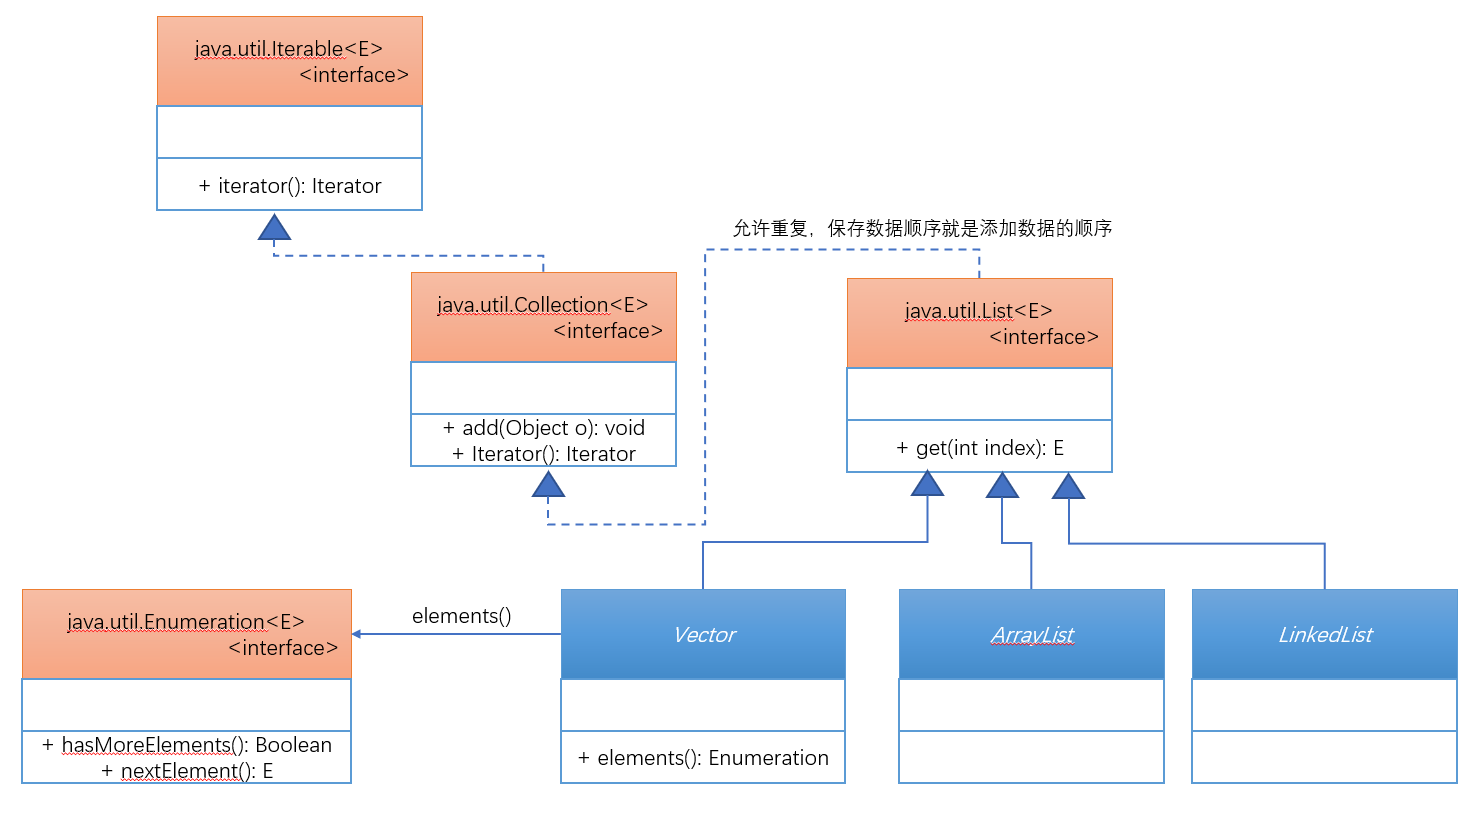 java.util.Iterable<E>
<interface>
+ iterator(): Iterator
允许重复，保存数据顺序就是添加数据的顺序
java.util.Collection<E>
<interface>
+ add(Object o): void
+ Iterator(): Iterator
java.util.List<E>
<interface>
+ get(int index): E
java.util.Enumeration<E>
<interface>
+ hasMoreElements(): Boolean
+ nextElement(): E
elements()
Vector
+ elements(): Enumeration
ArrayList
LinkedList